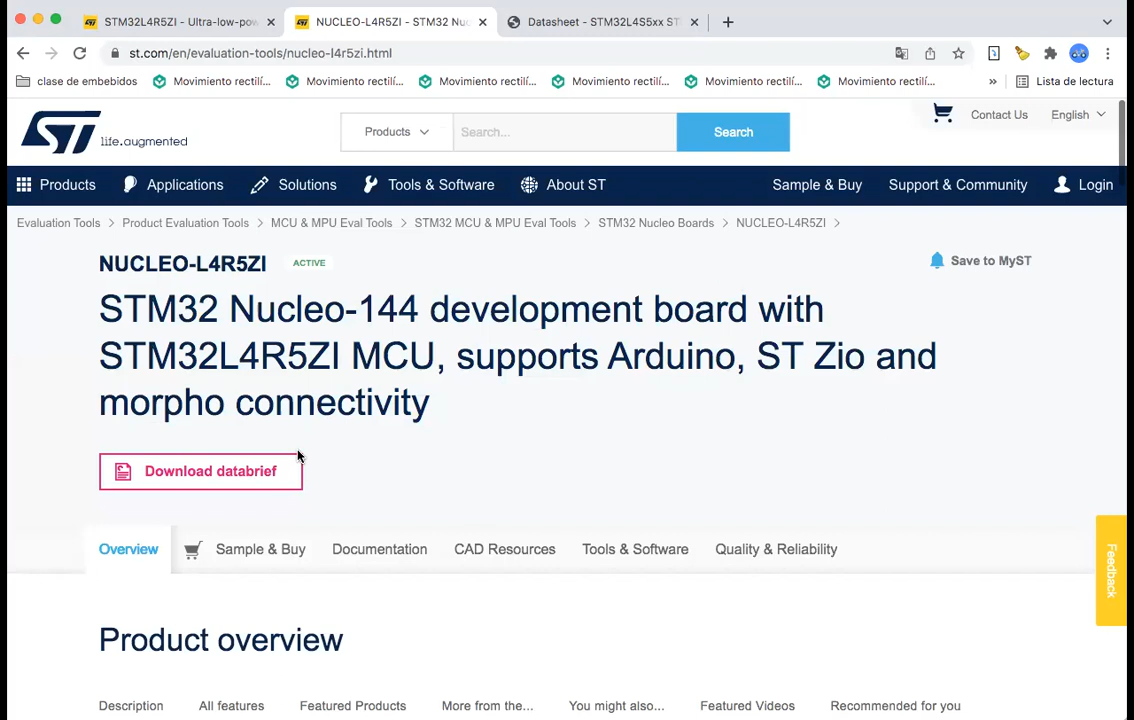 STM32L4R5ZI - Ultra-low-pow
NUCLEO-L4R5ZI - STM32 Nuc
Datasheet - STM32L4S5xx ST
st.com/en/evaluation-tools/nucleo-l4r5zi.html
clase de embebidos
Movimiento rectilí...
Movimiento rectilí...
Movimiento rectilí...
Movimiento rectilí...
Movimiento rectilí...
Movimiento rectilí...
»
Lista de lectura
ST life.augmented
Products
Search...
Search
Contact Us
English
Products
Applications
Solutions
Tools & Software
About ST
Sample & Buy
Support & Community
Login
Evaluation Tools > Product Evaluation Tools > MCU & MPU Eval Tools > STM32 MCU & MPU Eval Tools > STM32 Nucleo Boards > NUCLEO-L4R5ZI >
NUCLEO-L4R5ZI
ACTIVE
Save to MyST
STM32 Nucleo-144 development board with
STM32L4R5ZI MCU, supports Arduino, ST Zio and
morpho connectivity
Download databrief
Overview
Sample & Buy
Documentation
CAD Resources
Tools & Software
Quality & Reliability
Feedback
Product overview
Description
All features
Featured Products
More from the...
You might also...
Featured Videos
Recommended for you